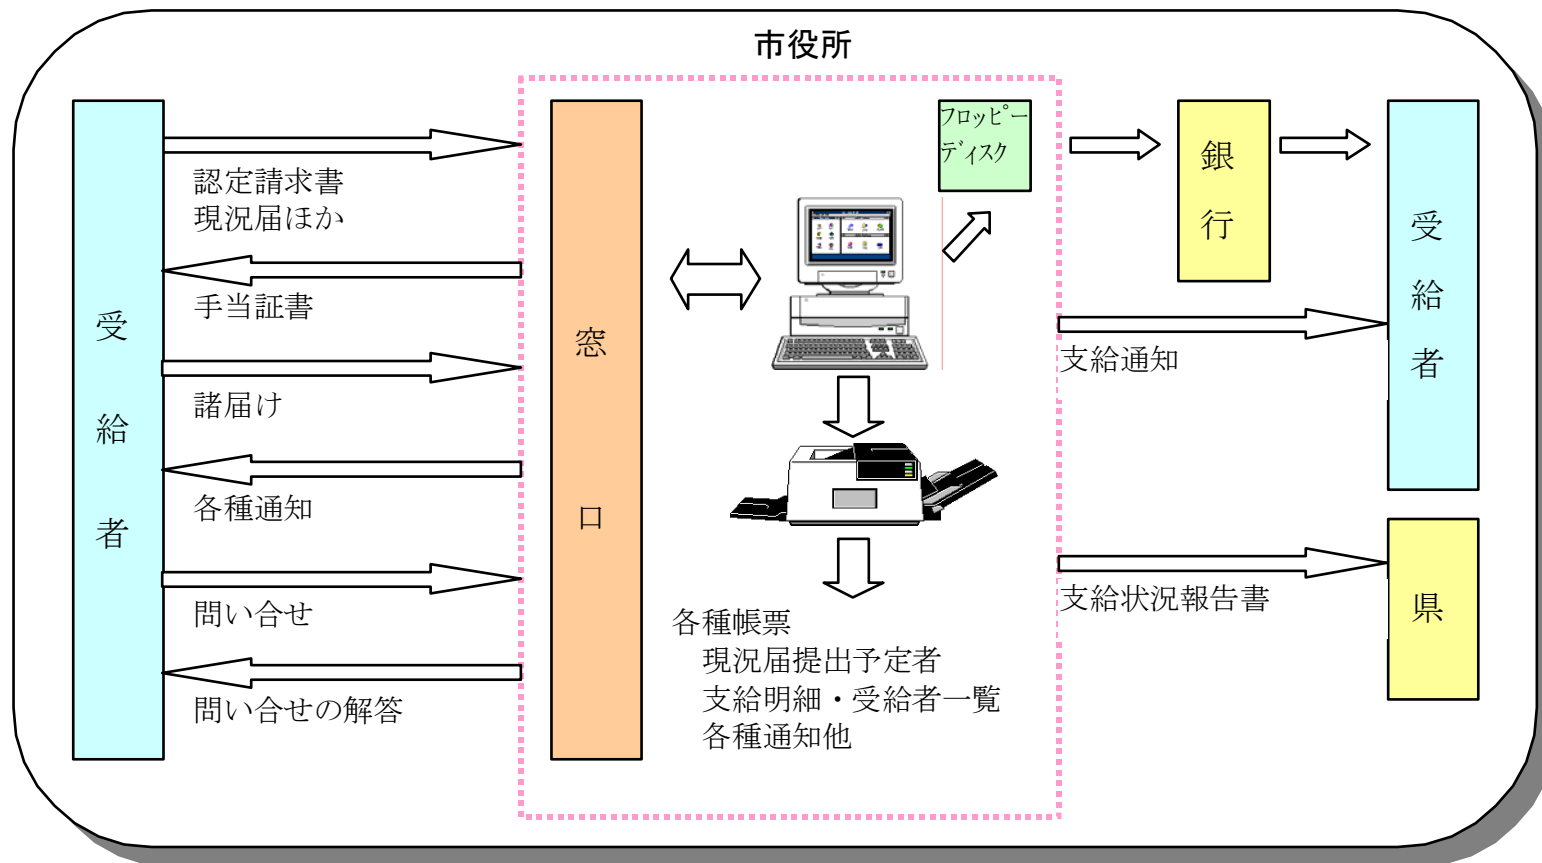 市役所
受給者
認定請求書
現況届ほか
手当証書
諸届け
各種通知
問い合せ
問い合せの解答
窓口
フロッピー
ディスク
各種帳票
現況届提出予定者
支給明細・受給者一覧
各種通知他
銀行
支給通知
支給状況報告書
受給者
県